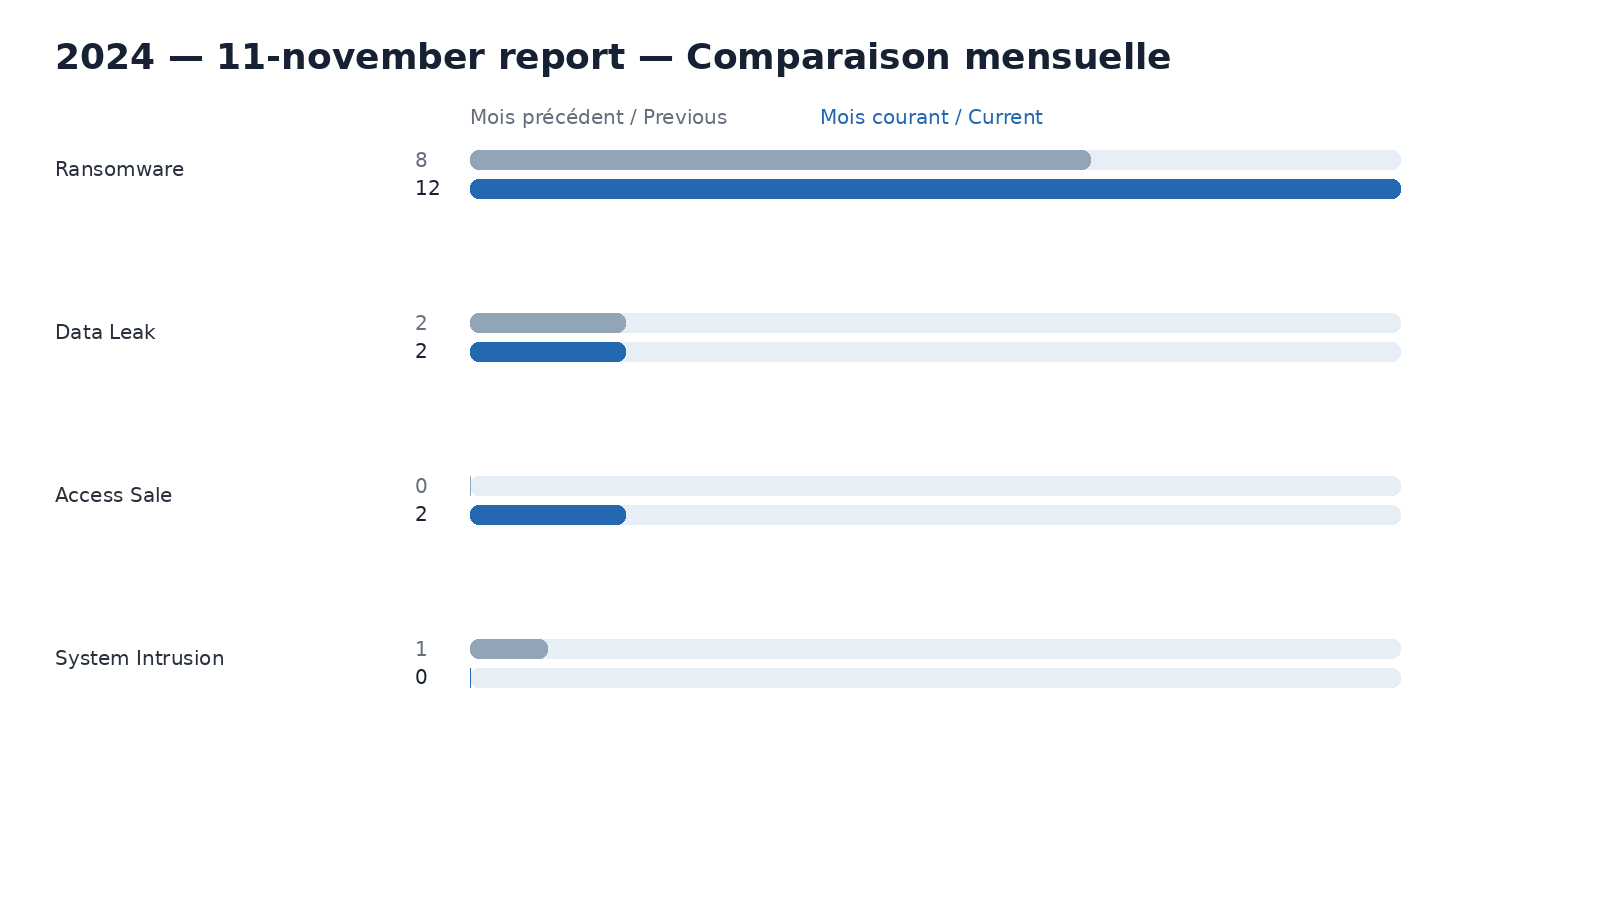 2024 — 11-november report — Comparaison mensuelle
Mois précédent / Previous Mois courant / Current
Ransomware
8
12
Data Leak
2
2
Access Sale
0
2
System Intrusion
1
0